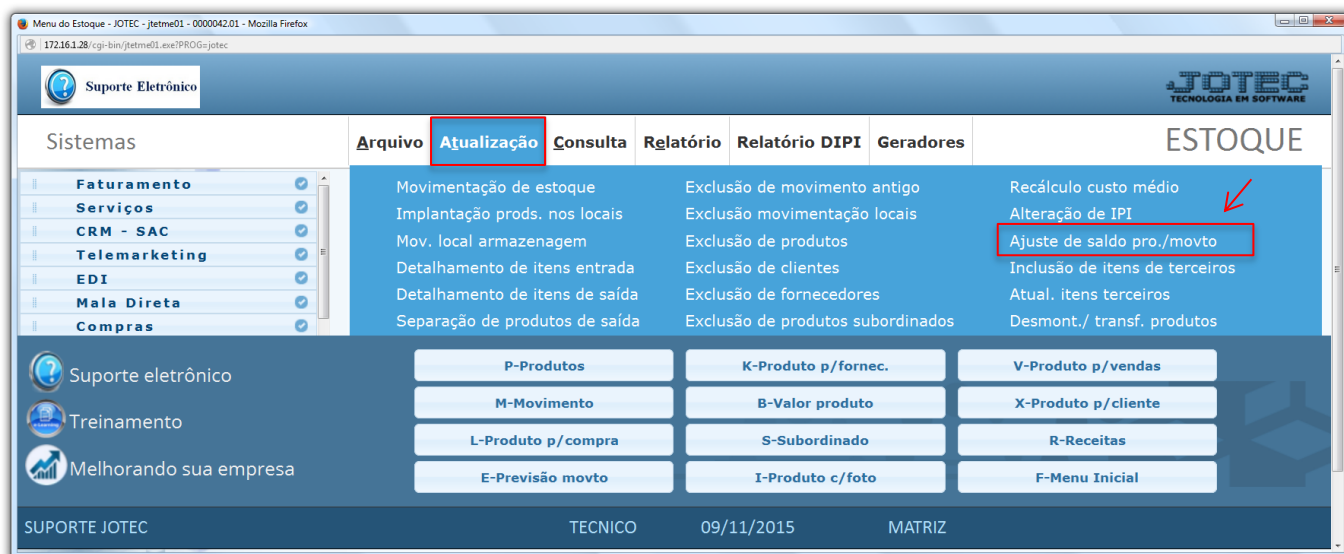 Menu do Estoque - JOTEC - jtetme01 - 0000042.01 - Mozilla Firefox
172.16.1.28/cgi-bin/jtetme01.exe?PROG=jotec
Suporte Eletrônico
JOTEC
TECNOLOGIA EM SOFTWARE
Sistemas
Arquivo Atualização Consulta Relatório Relatório DIPI Geradores
ESTOQUE
Faturamento
Serviços
CRM - SAC
Telemarketing
EDI
Mala Direta
Compras
Movimentação de estoque Exclusão de movimento antigo Recálculo custo médio
Implantação prods. nos locais Exclusão movimentação locais Alteração de IPI
Mov. local armazenagem Exclusão de produtos Ajuste de saldo pro./movto
Detalhamento de itens entrada Exclusão de clientes Inclusão de itens de terceiros
Detalhamento de itens de saída Exclusão de fornecedores Atual. itens terceiros
Separação de produtos de saída Exclusão de produtos subordinados Desmont./ transf. produtos
Suporte eletrônico
Treinamento
Melhorando sua empresa
P-Produtos K-Produto p/fornec. V-Produto p/vendas
M-Movimento B-Valor produto X-Produto p/cliente
L-Produto p/compra S-Subordinado R-Receitas
E-Previsão movto I-Produto c/foto F-Menu Inicial
SUPORTE JOTEC TECNICO 09/11/2015 MATRIZ